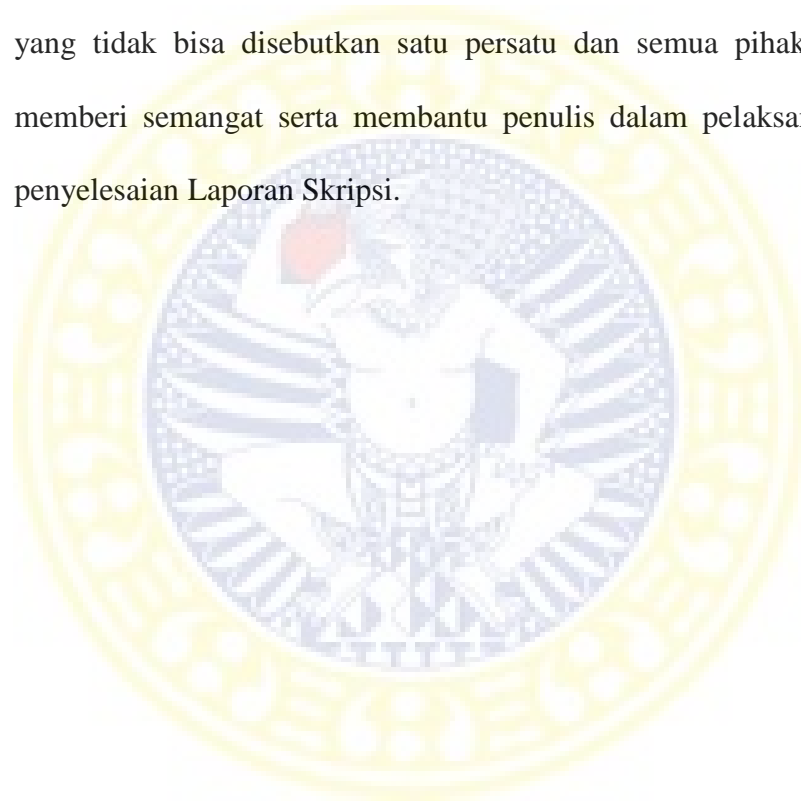 yang tidak bisa disebutkan satu persatu dan semua pihak
memberi semangat serta membantu penulis dalam
penyelesaian Laporan Skripsi.